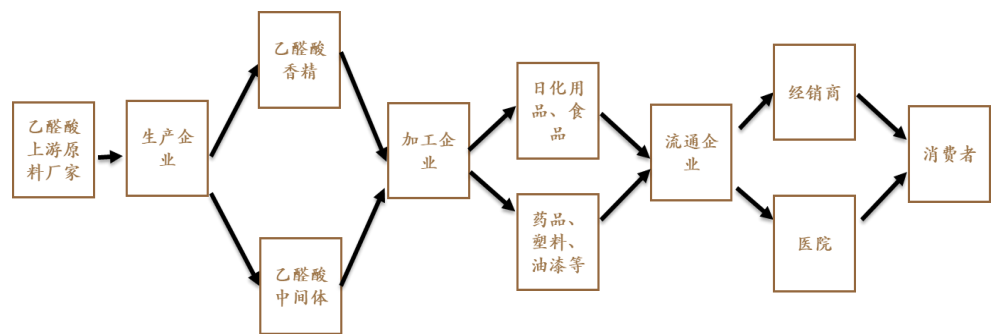 乙醛酸
上游原
料厂家
生产企
业
乙醛酸
香精
乙醛酸
中间体
加工企
业
日化用
品、食
品
药品、
塑料、
油漆等
流通企
业
经销商
医院
消费者